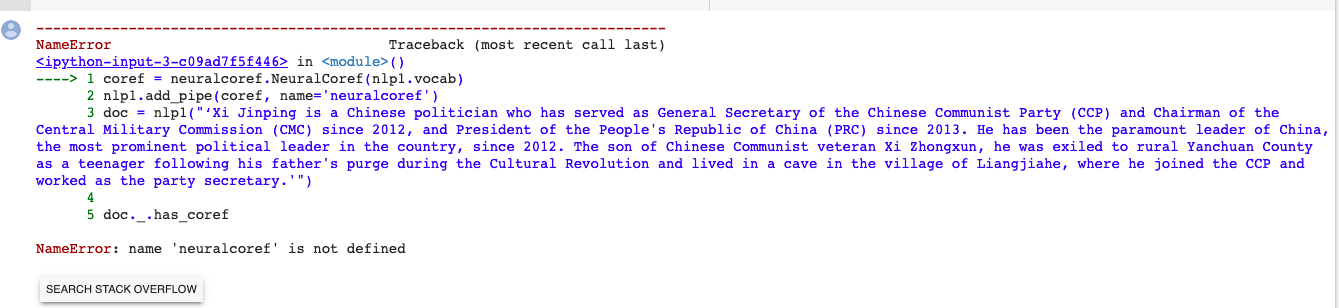 ---------------------------------------------------------------------------
NameError                                 Traceback (most recent call last)
<ipython-input-3-c09ad7f5f446> in <module>()
----> 1 coref = neuralcoref.NeuralCoref(nlp1.vocab)
      2 nlp1.add_pipe(coref, name='neuralcoref')
      3 doc = nlp1("‘Xi Jinping is a Chinese politician who has served as General Secretary of the Chinese Communist Party (CCP) and Chairman of the
Central Military Commission (CMC) since 2012, and President of the People's Republic of China (PRC) since 2013. He has been the paramount leader of China,
the most prominent political leader in the country, since 2012. The son of Chinese Communist veteran Xi Zhongxun, he was exiled to rural Yanchuan County
as a teenager following his father's purge during the Cultural Revolution and lived in a cave in the village of Liangjiahe, where he joined the CCP and
worked as the party secretary.'")
      4
      5 doc._.has_coref
NameError: name 'neuralcoref' is not defined
SEARCH STACK OVERFLOW